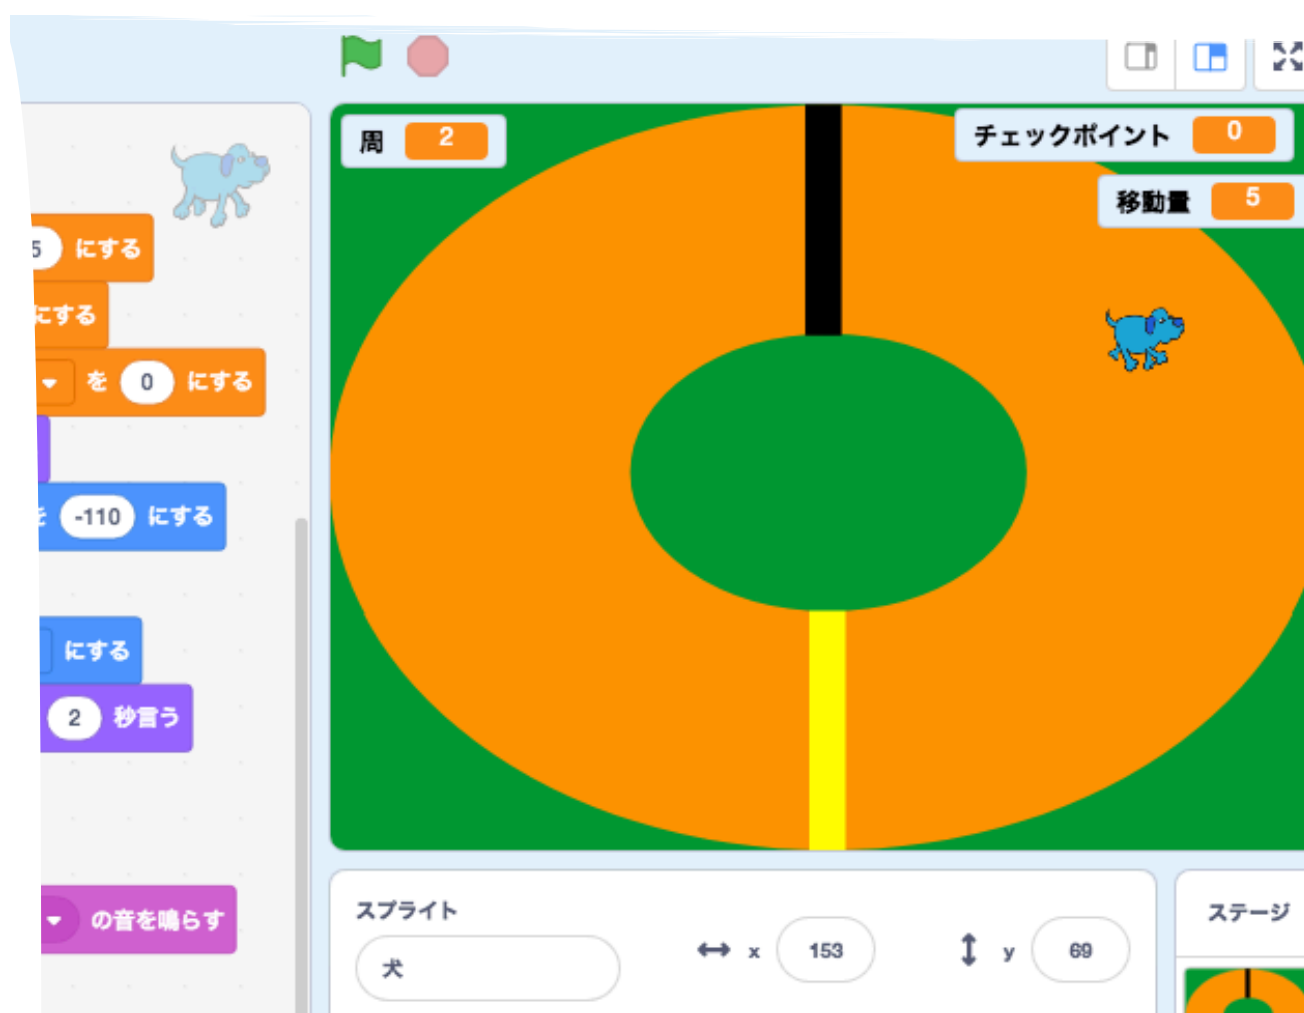 周 2
チェックポイント 0
移動量 5
5 にする
にする
を 0 にする
を -110 にする
にする
2 秒言う
の音を鳴らす
スプライト
犬
x 153
y 69
ステージ